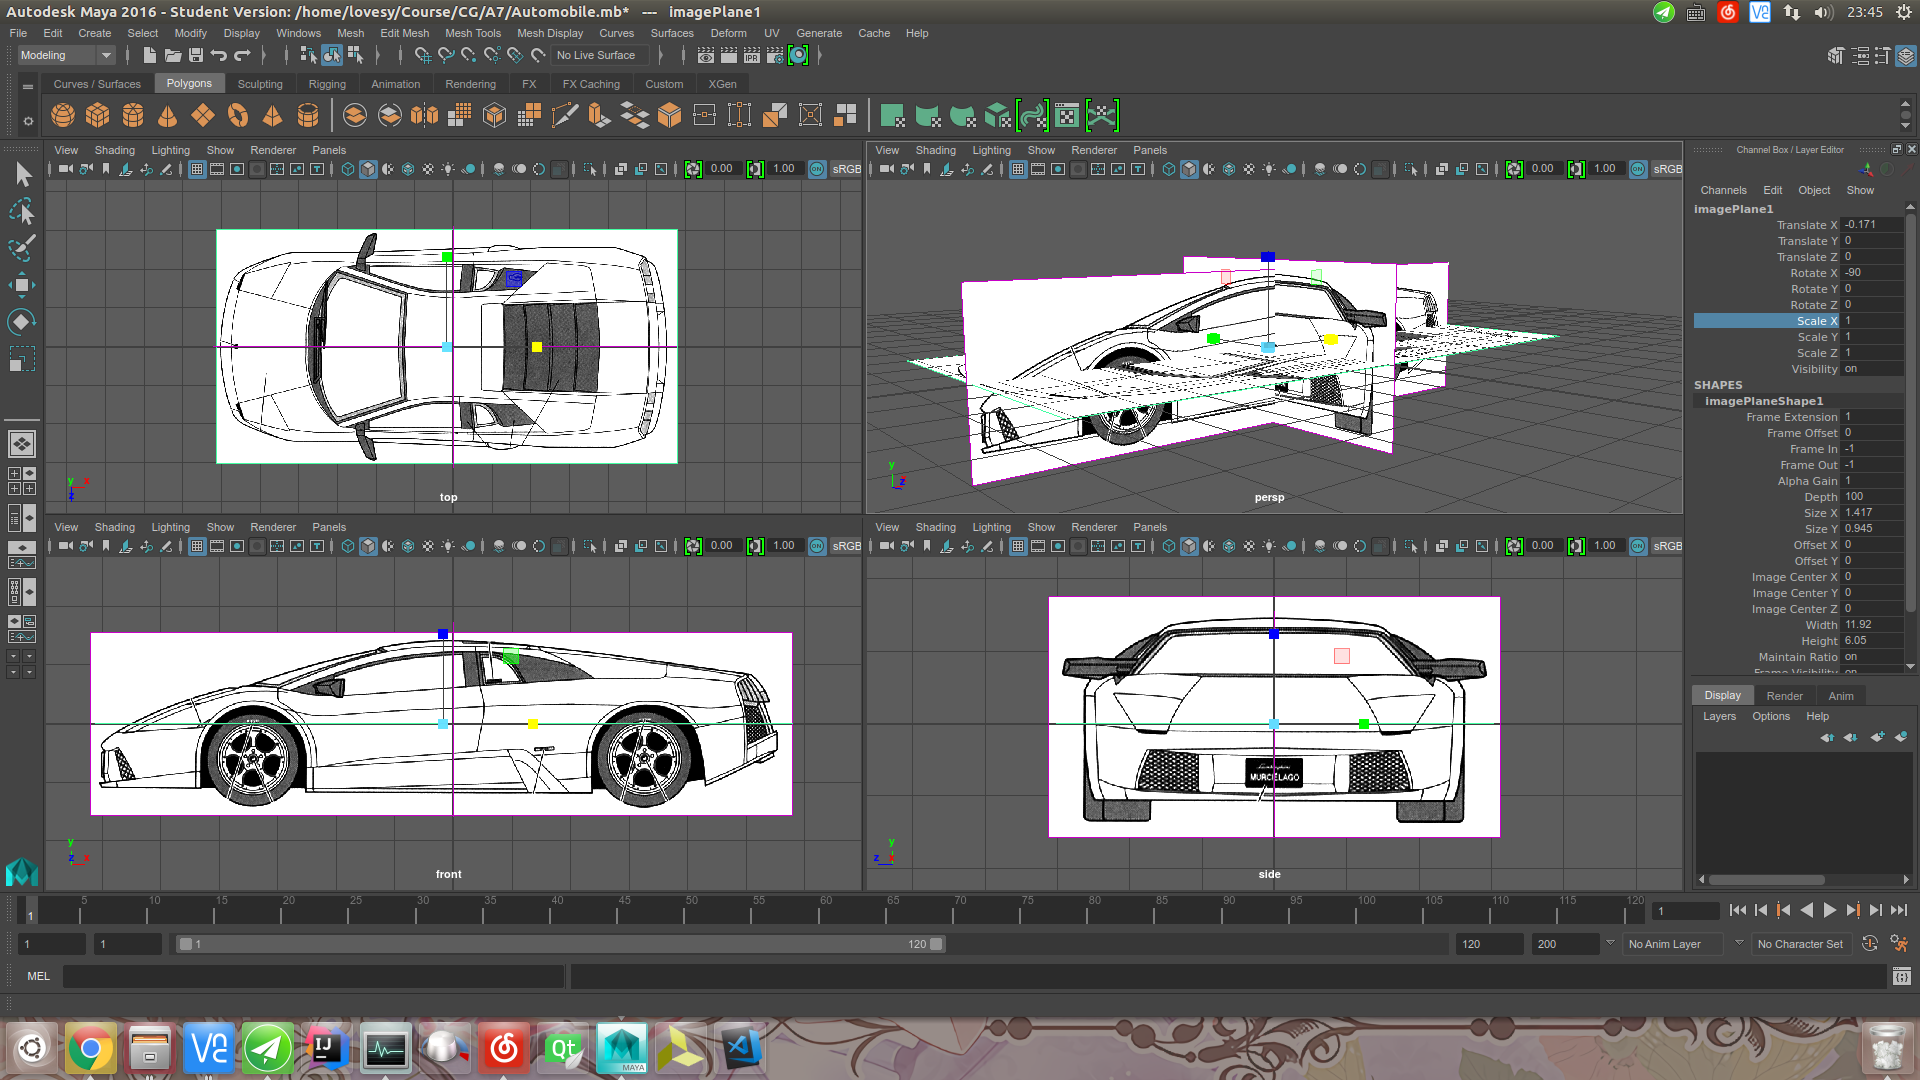 Autodesk Maya 2016 - Student Version: /home/lovesy/Course/CG/A7/Automobile.mb*   ---   imagePlane1
23:45
File Edit Create Select Modify Display Windows Mesh Edit Mesh Mesh Tools Mesh Display Curves Surfaces Deform UV Generate Cache Help
Modeling No Live Surface
Curves / Surfaces Polygons Sculpting Rigging Animation Rendering FX FX Caching Custom XGen
View Shading Lighting Show Renderer Panels
0.00 1.00 sRGB
top
View Shading Lighting Show Renderer Panels
0.00 1.00 sRGB
persp
View Shading Lighting Show Renderer Panels
0.00 1.00 sRGB
front
View Shading Lighting Show Renderer Panels
0.00 1.00 sRGB
MURCIELAGO
side
Channel Box / Layer Editor
Channels Edit Object Show
imagePlane1
Translate X -0.171
Translate Y 0
Translate Z 0
Rotate X -90
Rotate Y 0
Rotate Z 0
Scale X 1
Scale Y 1
Scale Z 1
Visibility on
SHAPES
imagePlaneShape1
Frame Extension 1
Frame Offset 0
Frame In -1
Frame Out -1
Alpha Gain 1
Depth 100
Size X 1.417
Size Y 0.945
Offset X 0
Offset Y 0
Image Center X 0
Image Center Y 0
Image Center Z 0
Width 11.92
Height 6.05
Maintain Ratio on
Display Render Anim
Layers Options Help
1 5 10 15 20 25 30 35 40 45 50 55 60 65 70 75 80 85 90 95 100 105 110 115 120
1
1 1 1 120 120 200 No Anim Layer No Character Set
MEL
IJ
Qt
MAYA